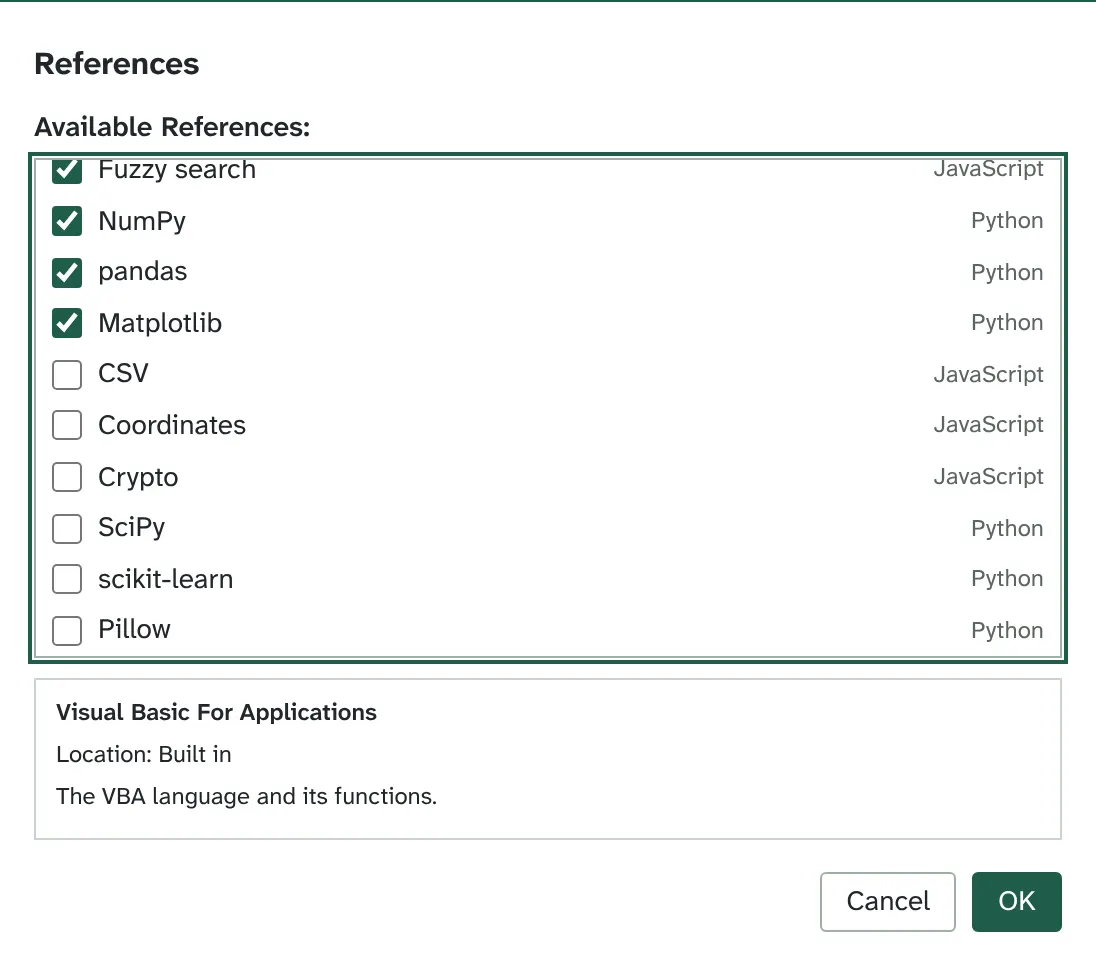 References
Available References:
Fuzzy search JavaScript
NumPy Python
pandas Python
Matplotlib Python
CSV JavaScript
Coordinates JavaScript
Crypto JavaScript
SciPy Python
scikit-learn Python
Pillow Python
Visual Basic For Applications
Location: Built in
The VBA language and its functions.
Cancel OK